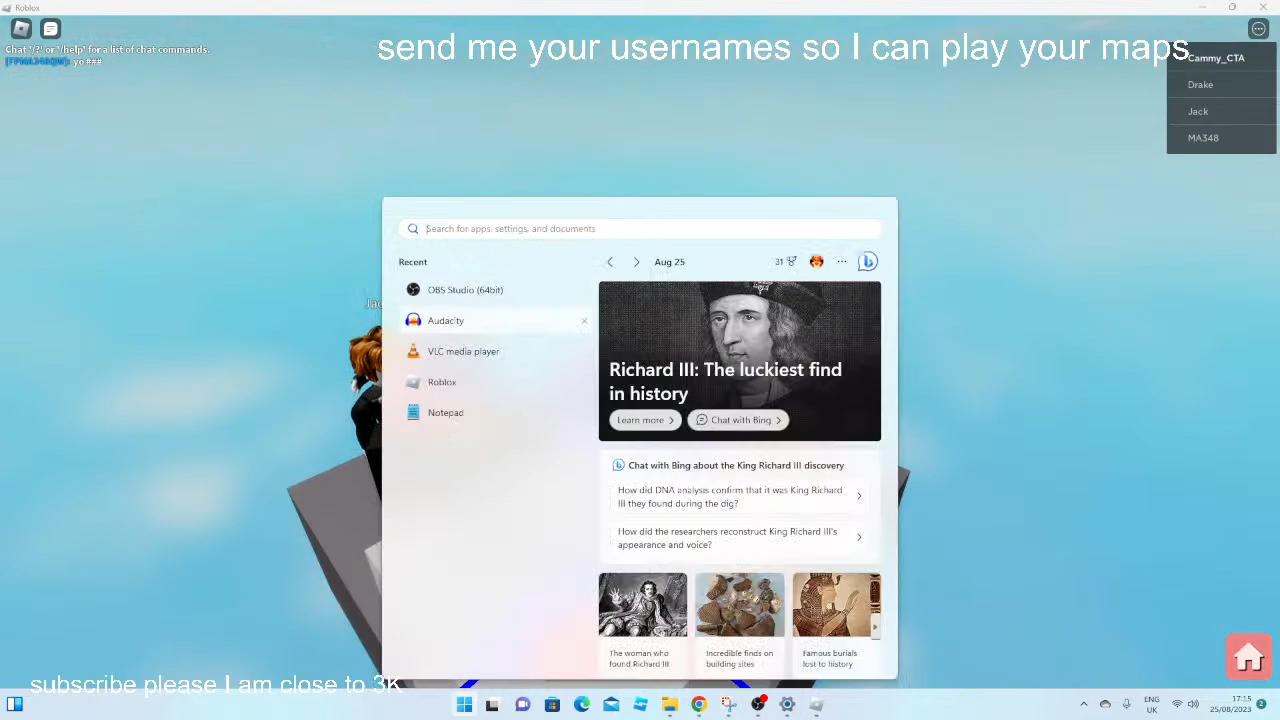 Roblox
Chat '/?' or '/help' for a list of chat commands.
yo ###
send me your usernames so I can play your maps
Cammy_CTA
Drake
Jack
MA348
Search for apps, settings, and documents
Recent
Aug 25
31
OBS Studio (64bit)
Audacity
VLC media player
Roblox
Notepad
Richard III: The luckiest find
in history
Learn more
Chat with Bing
Chat with Bing about the King Richard III discovery
How did DNA analysis confirm that it was King Richard
III they found during the dig?
How did the researchers reconstruct King Richard III's
appearance and voice?
The woman who
found Richard III
Incredible finds on
building sites
Famous burials
lost to history
subscribe please I am close to 3K
ENG
UK
17:15
25/08/2023
2